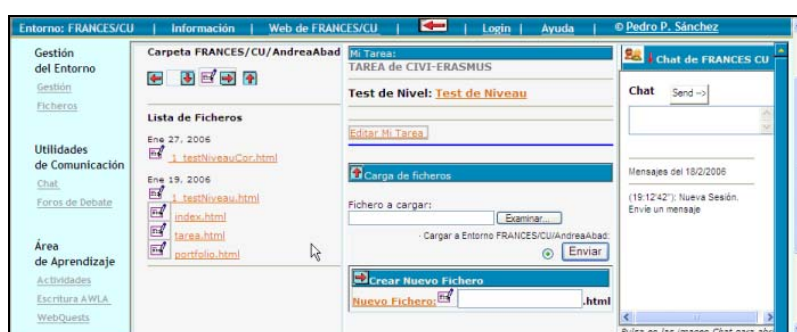 Entorno: FRANCES/CU | Información | Web de FRANCES/CU | | Login | Ayuda | © Pedro P. Sánchez
Gestión
del Entorno
Gestión
Ficheros
Utilidades
de Comunicación
Chat
Foros de Debate
Área
de Aprendizaje
Actividades
Escritura AWLA
WebQuests
Carpeta FRANCES/CU/AndreaAbad
Lista de Ficheros
Ene 27, 2006
1_testNiveauCor.html
Ene 19, 2006
1_testNiveau.html
index.html
tarea.html
portfolio.html
Mi Tarea:
TAREA de CIVI-ERASMUS
Test de Nivel: Test de Niveau
Editar Mi Tarea
Carga de ficheros
Fichero a cargar:
Examinar...
- Cargar a Entorno FRANCES/CU/AndreaAbad:
Enviar
Crear Nuevo Fichero
Nuevo Fichero: .html
Chat de FRANCES CU
Chat Send -->
Mensajes del 18/2/2006
(19:12'42"): Nueva Sesión.
Envíe un mensaje